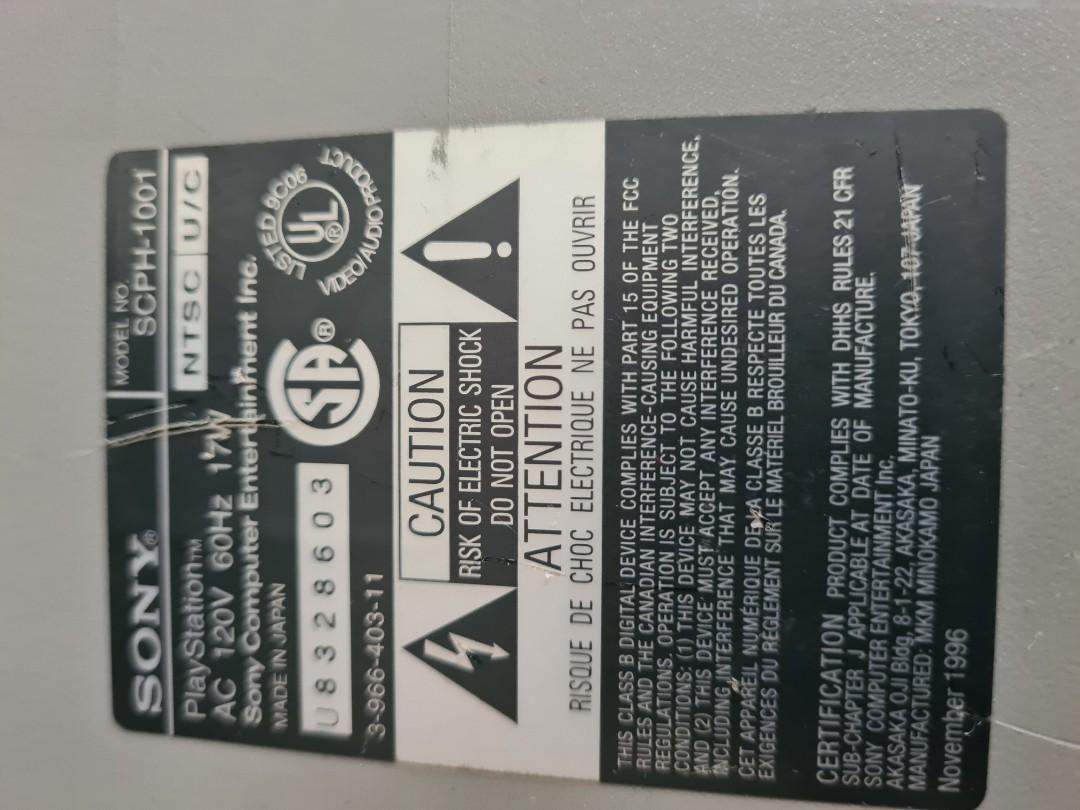 SONY®
MODEL NO.
SCPH-1001
PlayStation™
NTSC U/C
AC 120V 60Hz 17W
Sony Computer Entertainment Inc.
MADE IN JAPAN
U8328603
3-966-403-11
SA ®
LISTED 9C06
UL ®
VIDEO/AUDIO PRODUCT
CAUTION
RISK OF ELECTRIC SHOCK
DO NOT OPEN
ATTENTION
RISQUE DE CHOC ELECTRIQUE NE PAS OUVRIR
THIS CLASS B DIGITAL DEVICE COMPLIES WITH PART 15 OF THE FCC
RULES AND THE CANADIAN INTERFERENCE-CAUSING EQUIPMENT
REGULATIONS. OPERATION IS SUBJECT TO THE FOLLOWING TWO
CONDITIONS: (1) THIS DEVICE MAY NOT CAUSE HARMFUL INTERFERENCE,
AND (2) THIS DEVICE MUST ACCEPT ANY INTERFERENCE RECEIVED,
INCLUDING INTERFERENCE THAT MAY CAUSE UNDESIRED OPERATION.
CET APPAREIL NUMÉRIQUE DE LA CLASSE B RESPECTE TOUTES LES
EXIGENCES DU RÈGLEMENT SUR LE MATERIEL BROUILLEUR DU CANADA.
CERTIFICATION PRODUCT COMPLIES WITH DHHS RULES 21 CFR
SUB-CHAPTER J APPLICABLE AT DATE OF MANUFACTURE.
SONY COMPUTER ENTERTAINMENT Inc.
AKASAKA OJI Bldg, 8-1-22, AKASAKA, MINATO-KU, TOKYO, 107 JAPAN
MANUFACTURED: MKM MINOKAMO JAPAN
November 1996